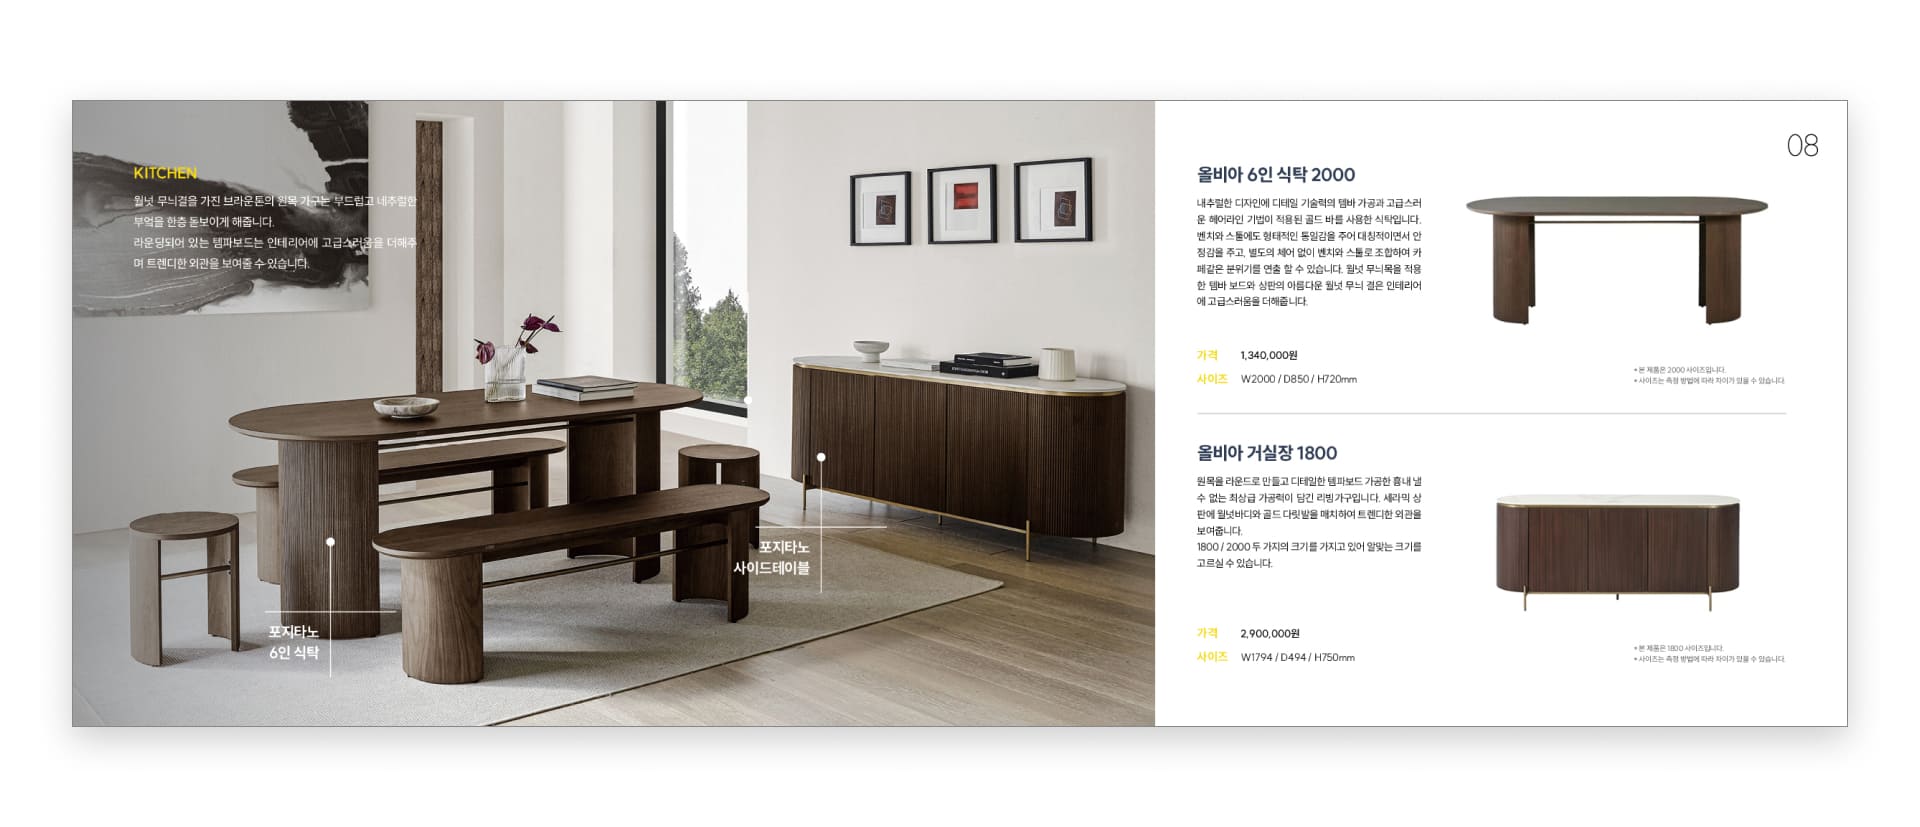 KITCHEN
월넛 무늬결을 가진 브라운톤의 원목 가구는 부드럽고 네추럴한
부엌을 한층 돋보이게 해줍니다.
라운딩되어 있는 템파보드는 인테리어에 고급스러움을 더해주
며 트렌디한 외관을 보여줄 수 있습니다.
포지타노
6인 식탁
포지타노
사이드테이블
08
올비아 6인 식탁 2000
내추럴한 디자인에 디테일 기술력의 템바 가공과 고급스러
운 헤어라인 기법이 적용된 골드 바를 사용한 식탁입니다.
벤치와 스툴에도 형태적인 통일감을 주어 대칭적이면서 안
정감을 주고, 별도의 체어 없이 벤치와 스툴로 조합하여 카
페같은 분위기를 연출 할 수 있습니다. 월넛 무늬목을 적용
한 템바 보드와 상판의 아름다운 월넛 무늬 결은 인테리어
에 고급스러움을 더해줍니다.
가격 1,340,000원
사이즈 W2000 / D850 / H720mm
* 본 제품은 2000 사이즈입니다.
* 사이즈는 측정 방법에 따라 차이가 있을 수 있습니다.
올비아 거실장 1800
원목을 라운드로 만들고 디테일한 템파보드 가공한 흉내 낼
수 없는 최상급 가공력이 담긴 리빙가구입니다. 세라믹 상
판에 월넛바디와 골드 다릿발을 매치하여 트렌디한 외관을
보여줍니다.
1800 / 2000 두 가지의 크기를 가지고 있어 알맞는 크기를
고르실 수 있습니다.
가격 2,900,000원
사이즈 W1794 / D494 / H750mm
* 본 제품은 1800 사이즈입니다.
* 사이즈는 측정 방법에 따라 차이가 있을 수 있습니다.